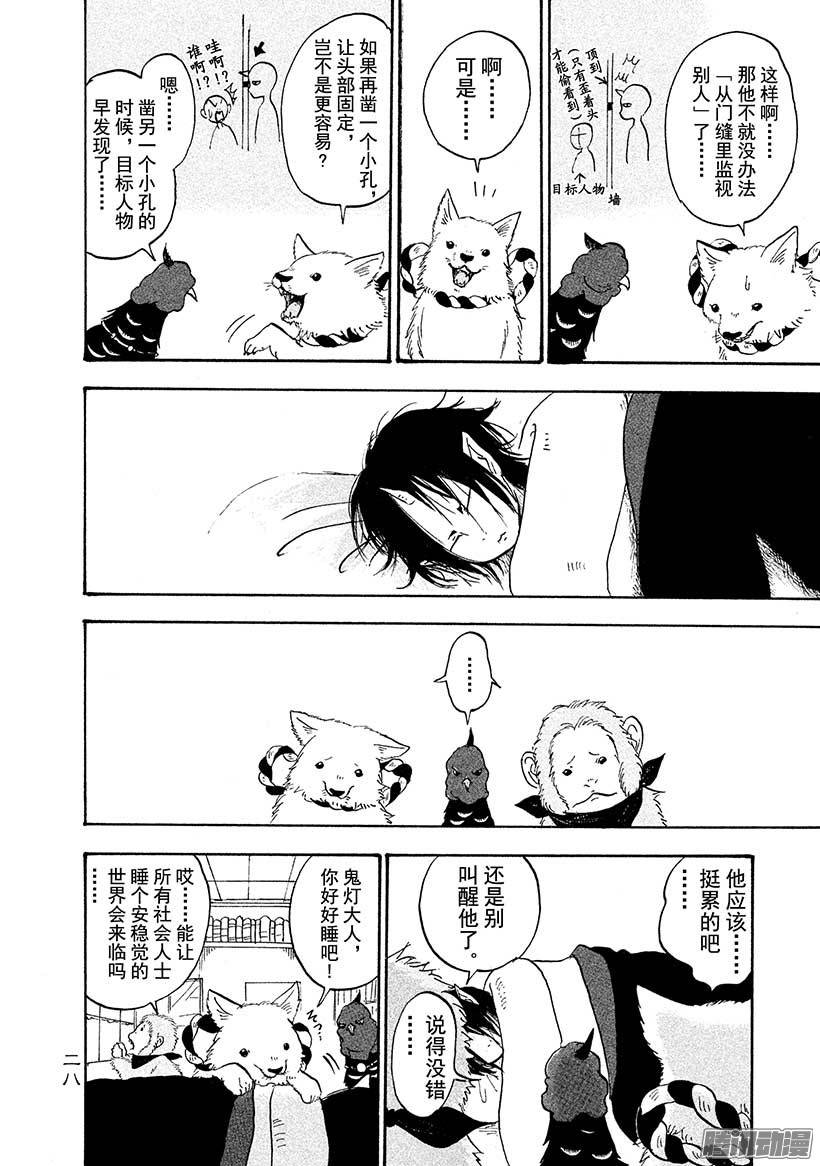 这样啊……
那他不就没办法
「从门缝里监视
别人」了……
顶到
（只有歪着头
才能偷看到）
目标人物
墙
啊……
可是……
如果再凿一个小孔，
让头部固定，
岂不是更容易？
哇啊！？！？
谁啊！？！？
嗯……
凿另一个小孔的
时候，目标人物
早发现了……
……
他应该……
挺累的吧
……
还是别
叫醒他了。
说得没错
……
鬼灯大人，
你好好睡吧！
哎……能让
所有社会人士
睡个安稳觉的
世界会来临吗
……
二八
腾讯动漫